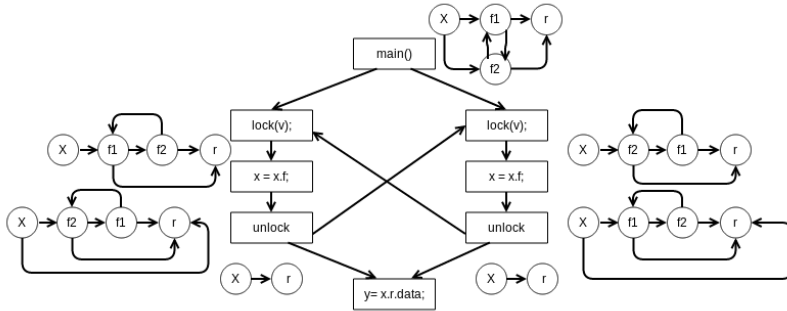 X f1 r
f2
main()
lock(v);
lock(v);
X f1 f2 r
X f2 f1 r
x = x.f;
x = x.f;
X f2 f1 r
unlock
unlock
X f1 f2 r
X r
X r
y= x.r.data;